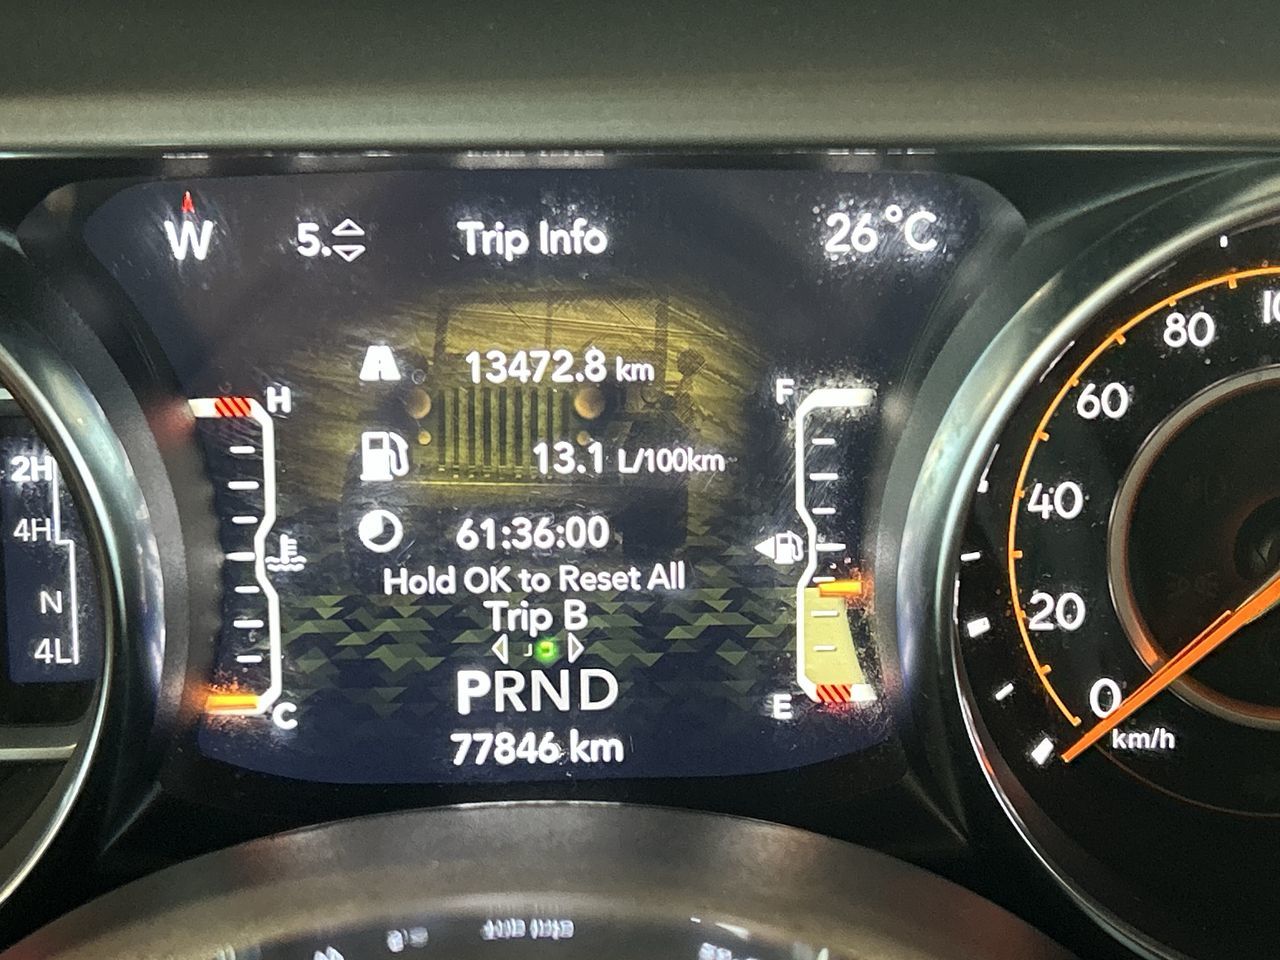 W 5. Trip Info 26°C
13472.8 km
13.1 L/100km
61:36:00
Hold OK to Reset All
Trip B
PRND
77846 km
H
C
F
E
2H
4H
N
4L
80
60
40
20
0
km/h